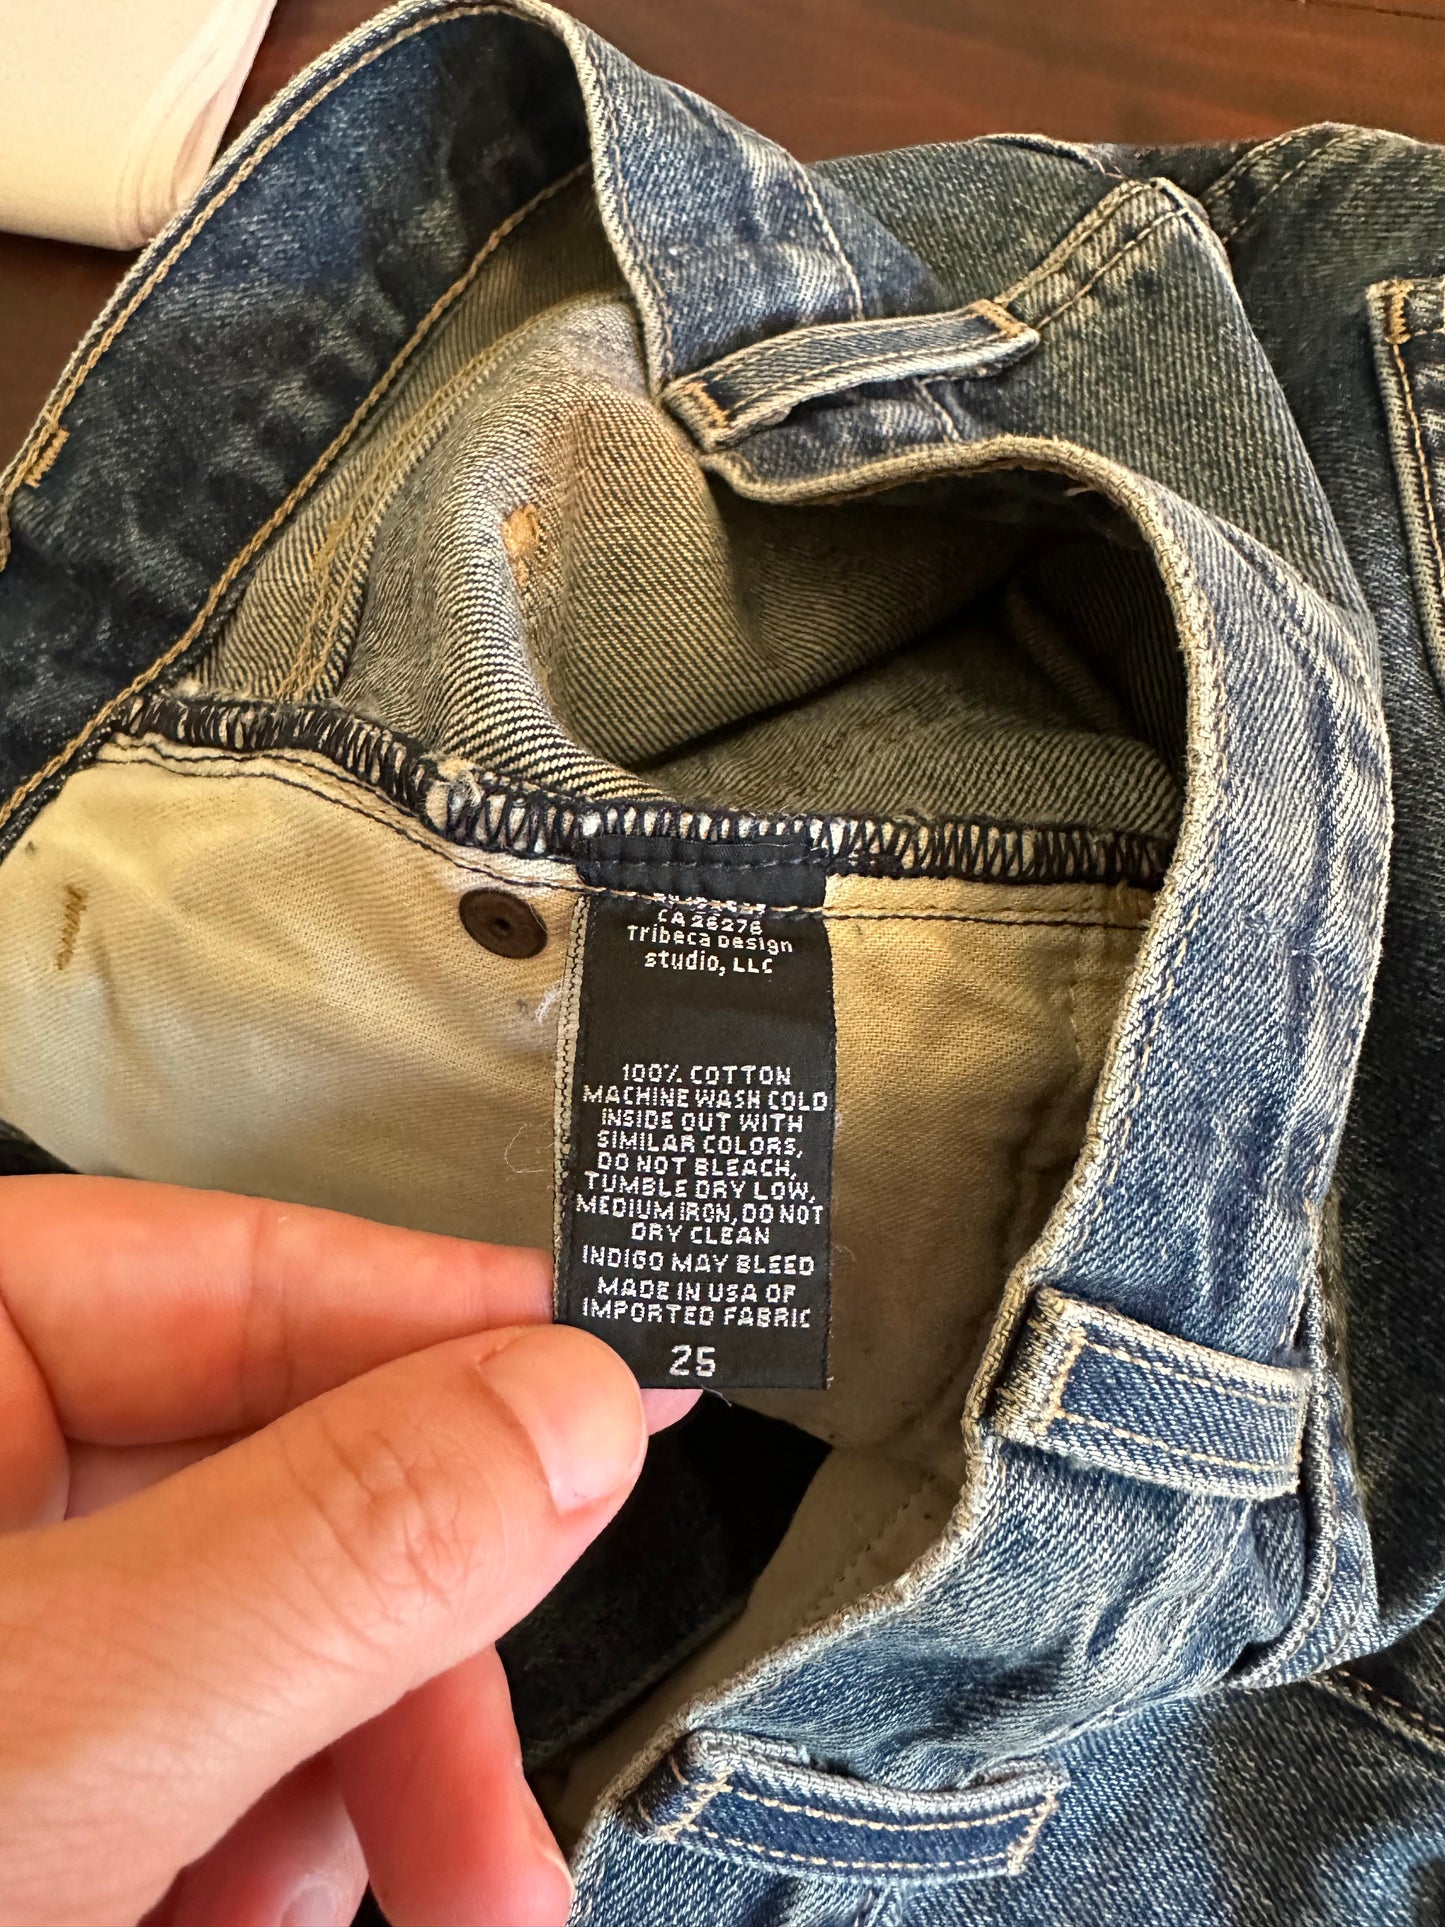 CA 26276
Tribeca Design
studio, LLC
100% COTTON
MACHINE WASH COLD
INSIDE OUT WITH
SIMILAR COLORS,
DO NOT BLEACH,
TUMBLE DRY LOW,
MEDIUM IRON, DO NOT
DRY CLEAN
INDIGO MAY BLEED
MADE IN USA OF
IMPORTED FABRIC
25